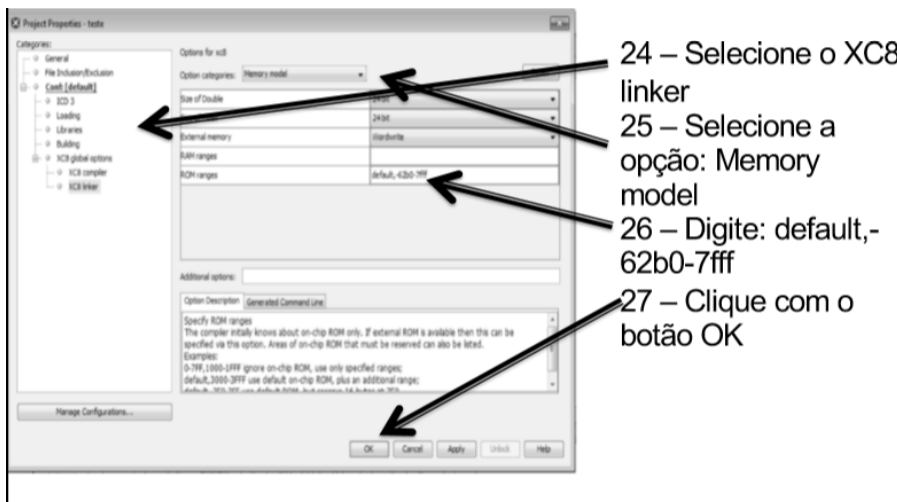 Project Properties - teste
Categories:
General
File Inclusion/Exclusion
Conf: [default]
ICD 3
Loading
Libraries
Building
XC8 global options
XC8 compiler
XC8 linker
Manage Configurations...
Options for xc8
Option categories: Memory model
Size of Double 24 bit
24 bit
External memory Wordwrite
RAM ranges
ROM ranges default,-62b0-7fff
Additional options:
Option Description Generated Command Line
Specify ROM ranges
The compiler initially knows about on-chip ROM only. If external ROM is available then this can be
specified via this option. Areas of on-chip ROM that must be reserved can also be listed.
Examples:
0-7FF,1000-1FFF ignore on-chip ROM, use only specified ranges;
default,3000-3FFF use default on-chip ROM, plus an additional range;
OK Cancel Apply Unlock Help
24 – Selecione o XC8
linker
25 – Selecione a
opção: Memory
model
26 – Digite: default,-
62b0-7fff
27 – Clique com o
botão OK